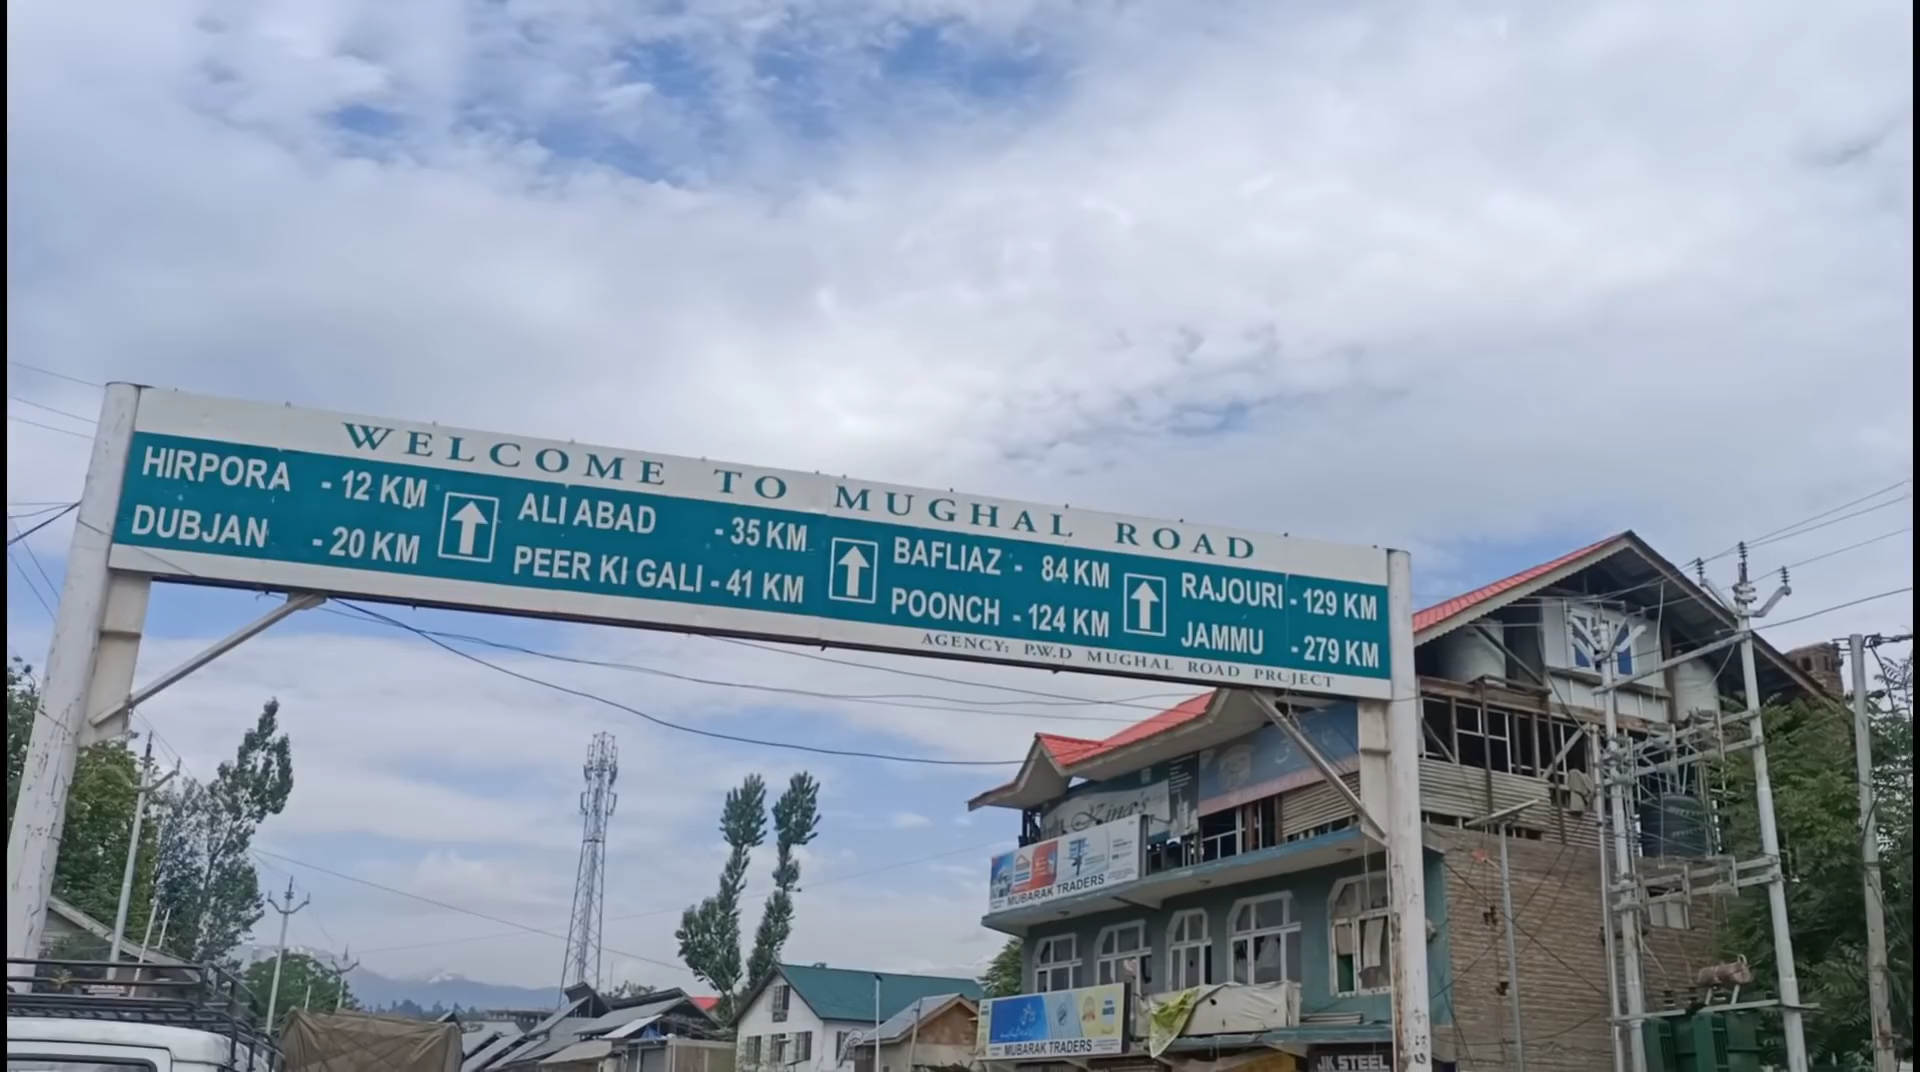 WELCOME TO MUGHAL ROAD
HIRPORA - 12 KM
DUBJAN - 20 KM
ALI ABAD - 35 KM
PEER KI GALI - 41 KM
BAFLIAZ - 84 KM
POONCH - 124 KM
RAJOURI - 129 KM
JAMMU - 279 KM
AGENCY: P.W.D MUGHAL ROAD PROJECT
King's
MUBARAK TRADERS
MUBARAK TRADERS
JK STEEL